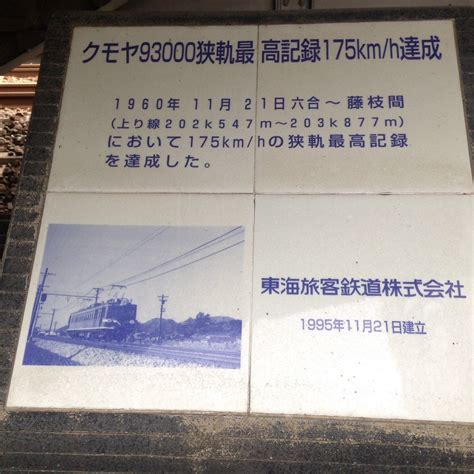 クモヤ93000狭軌最高記録175km/h達成
1960年 11月 21日六合～藤枝間
(上り線202k547m～203k877m)
において175km/hの狭軌最高記録
を達成した。
東海旅客鉄道株式会社
1995年11月21日建立